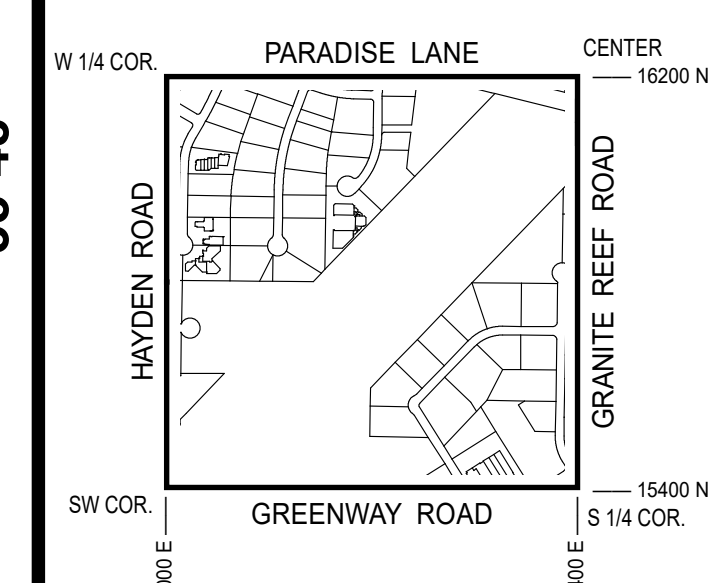 PARADISE LANE
W 1/4 COR.
CENTER
16200 N
HAYDEN ROAD
GRANITE REEF ROAD
15400 N
SW COR.
GREENWAY ROAD
S 1/4 COR.